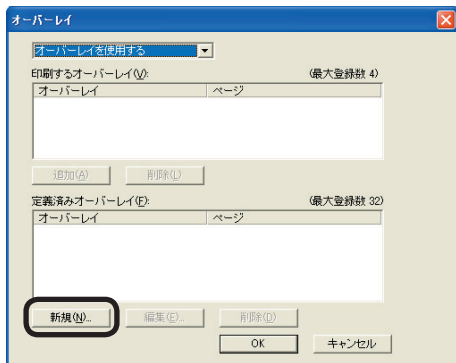 オーバーレイ
オーバーレイを使用する
印刷するオーバーレイ(V): (最大登録数 4)
オーバーレイ ページ
追加(A) 削除(L)
定義済みオーバーレイ(F): (最大登録数 32)
オーバーレイ ページ
新規(N)... 編集(E)... 削除(D)
OK キャンセル